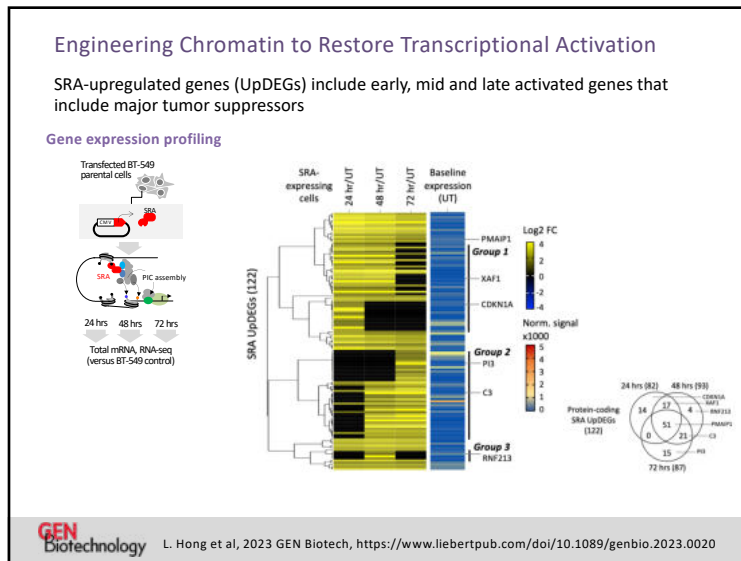 Engineering Chromatin to Restore Transcriptional Activation
SRA-upregulated genes (UpDEGs) include early, mid and late activated genes that
include major tumor suppressors
Gene expression profiling
Transfected BT-549
parental cells
CMV
SRA
SRA
PIC assembly
24 hrs
48 hrs
72 hrs
Total mRNA, RNA-seq
(versus BT-549 control)
SRA-
expressing
cells
24 hr/UT
48 hr/UT
72 hr/UT
Baseline
expression
(UT)
SRA UpDEGs (122)
PMAIP1
Group 1
XAF1
CDKN1A
Group 2
PI3
C3
Group 3
RNF213
Log2 FC
4
2
0
-2
-4
Norm. signal
x1000
5
4
3
2
1
0
24 hrs (82)
48 hrs (93)
CDKN1A
XAF1
RNF213
PMAIP1
C3
PI3
Protein-coding
SRA UpDEGs
(122)
14
17
4
51
0
21
15
72 hrs (87)
GEN
Biotechnology
L. Hong et al, 2023 GEN Biotech, https://www.liebertpub.com/doi/10.1089/genbio.2023.0020